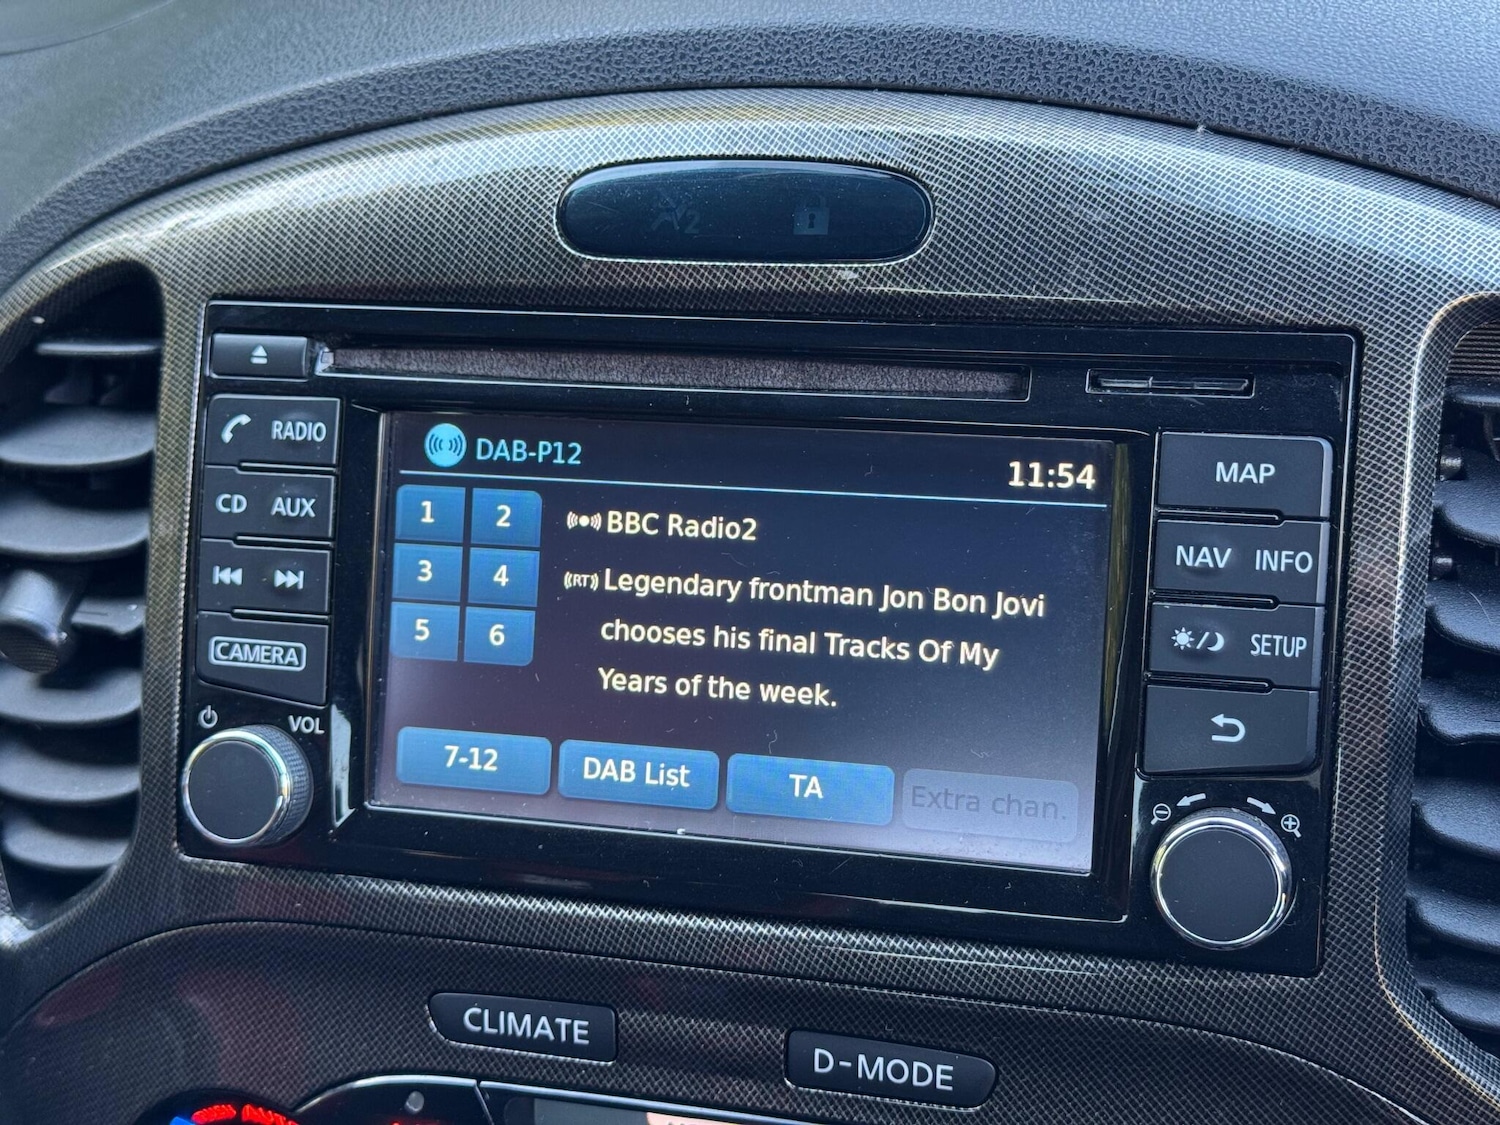 RADIO
CD AUX
CAMERA
VOL
DAB-P12
11:54
1 2
3 4
5 6
BBC Radio2
RT Legendary frontman Jon Bon Jovi
chooses his final Tracks Of My
Years of the week.
7-12 DAB List TA Extra chan.
MAP
NAV INFO
SETUP
CLIMATE
D-MODE